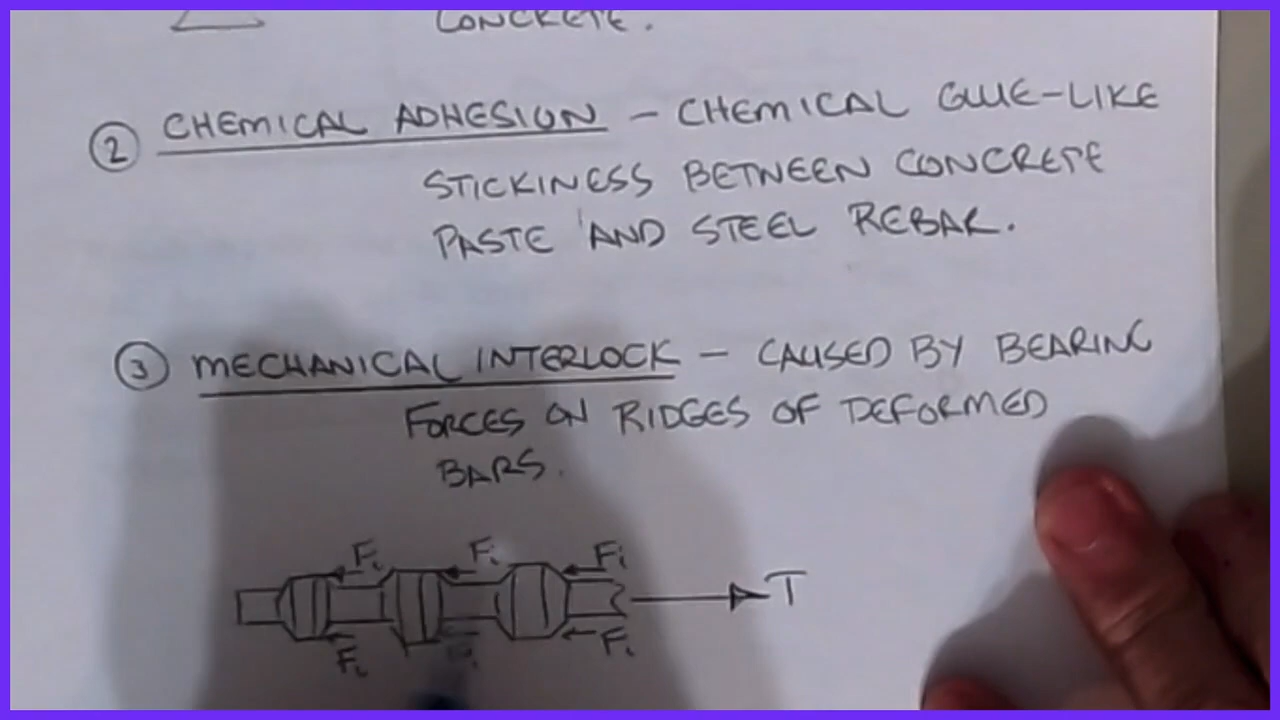 CONCRETE.
② CHEMICAL ADHESION – CHEMICAL GLUE-LIKE
STICKINESS BETWEEN CONCRETE
PASTE AND STEEL REBAR.
③ MECHANICAL INTERLOCK – CAUSED BY BEARING
FORCES ON RIDGES OF DEFORMED
BARS.
Fi Fi Fi
T
Fi Fi